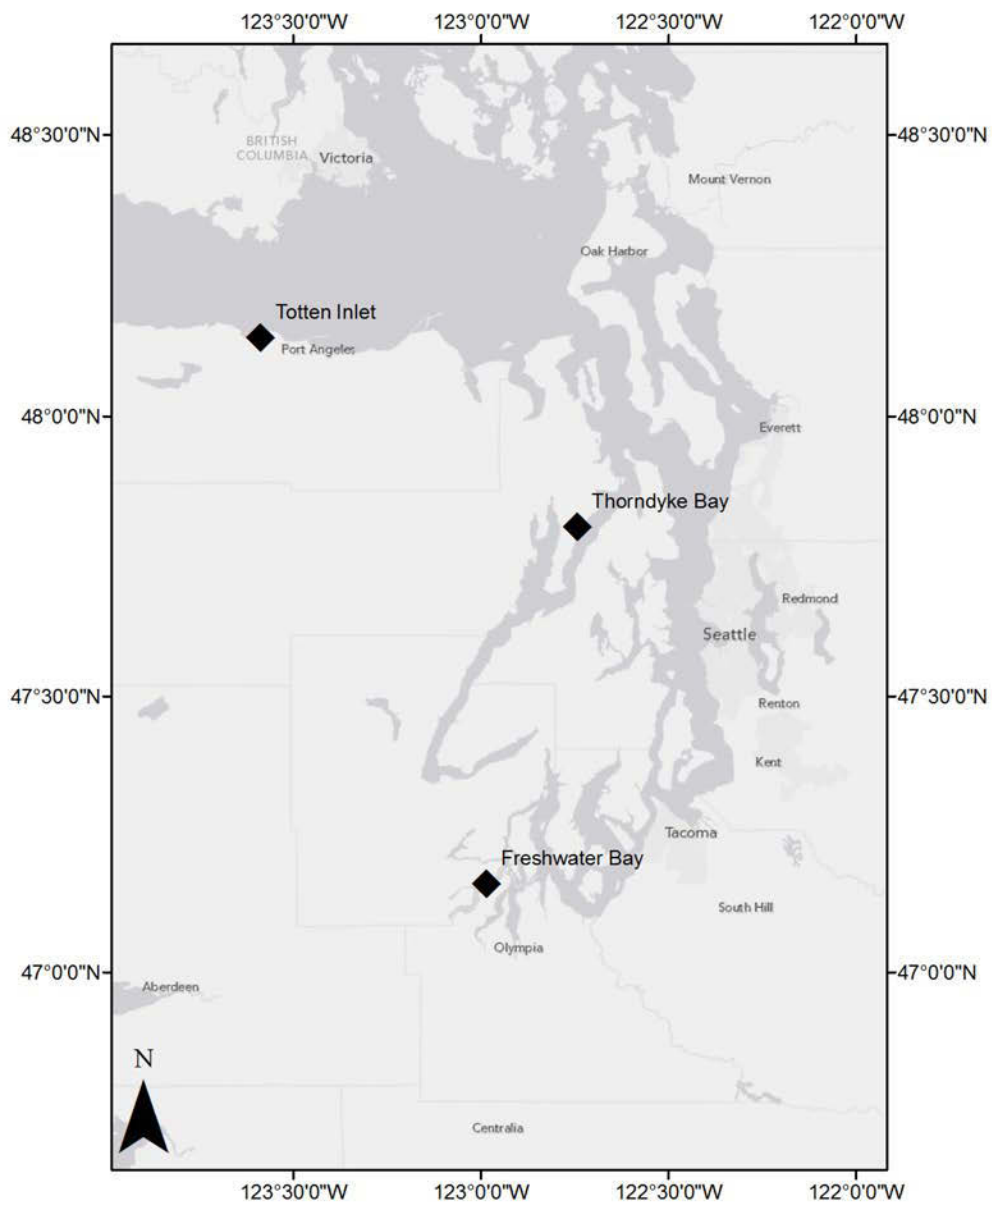 123°30'0"W 123°0'0"W 122°30'0"W 122°0'0"W
48°30'0"N
48°30'0"N
BRITISH
COLUMBIA
Victoria
Mount Vernon
Oak Harbor
Totten Inlet
Port Angeles
48°0'0"N
48°0'0"N
Everett
Thorndyke Bay
Redmond
Seattle
47°30'0"N
47°30'0"N
Renton
Kent
Tacoma
Freshwater Bay
South Hill
Olympia
47°0'0"N
47°0'0"N
Aberdeen
N
Centralia
123°30'0"W 123°0'0"W 122°30'0"W 122°0'0"W